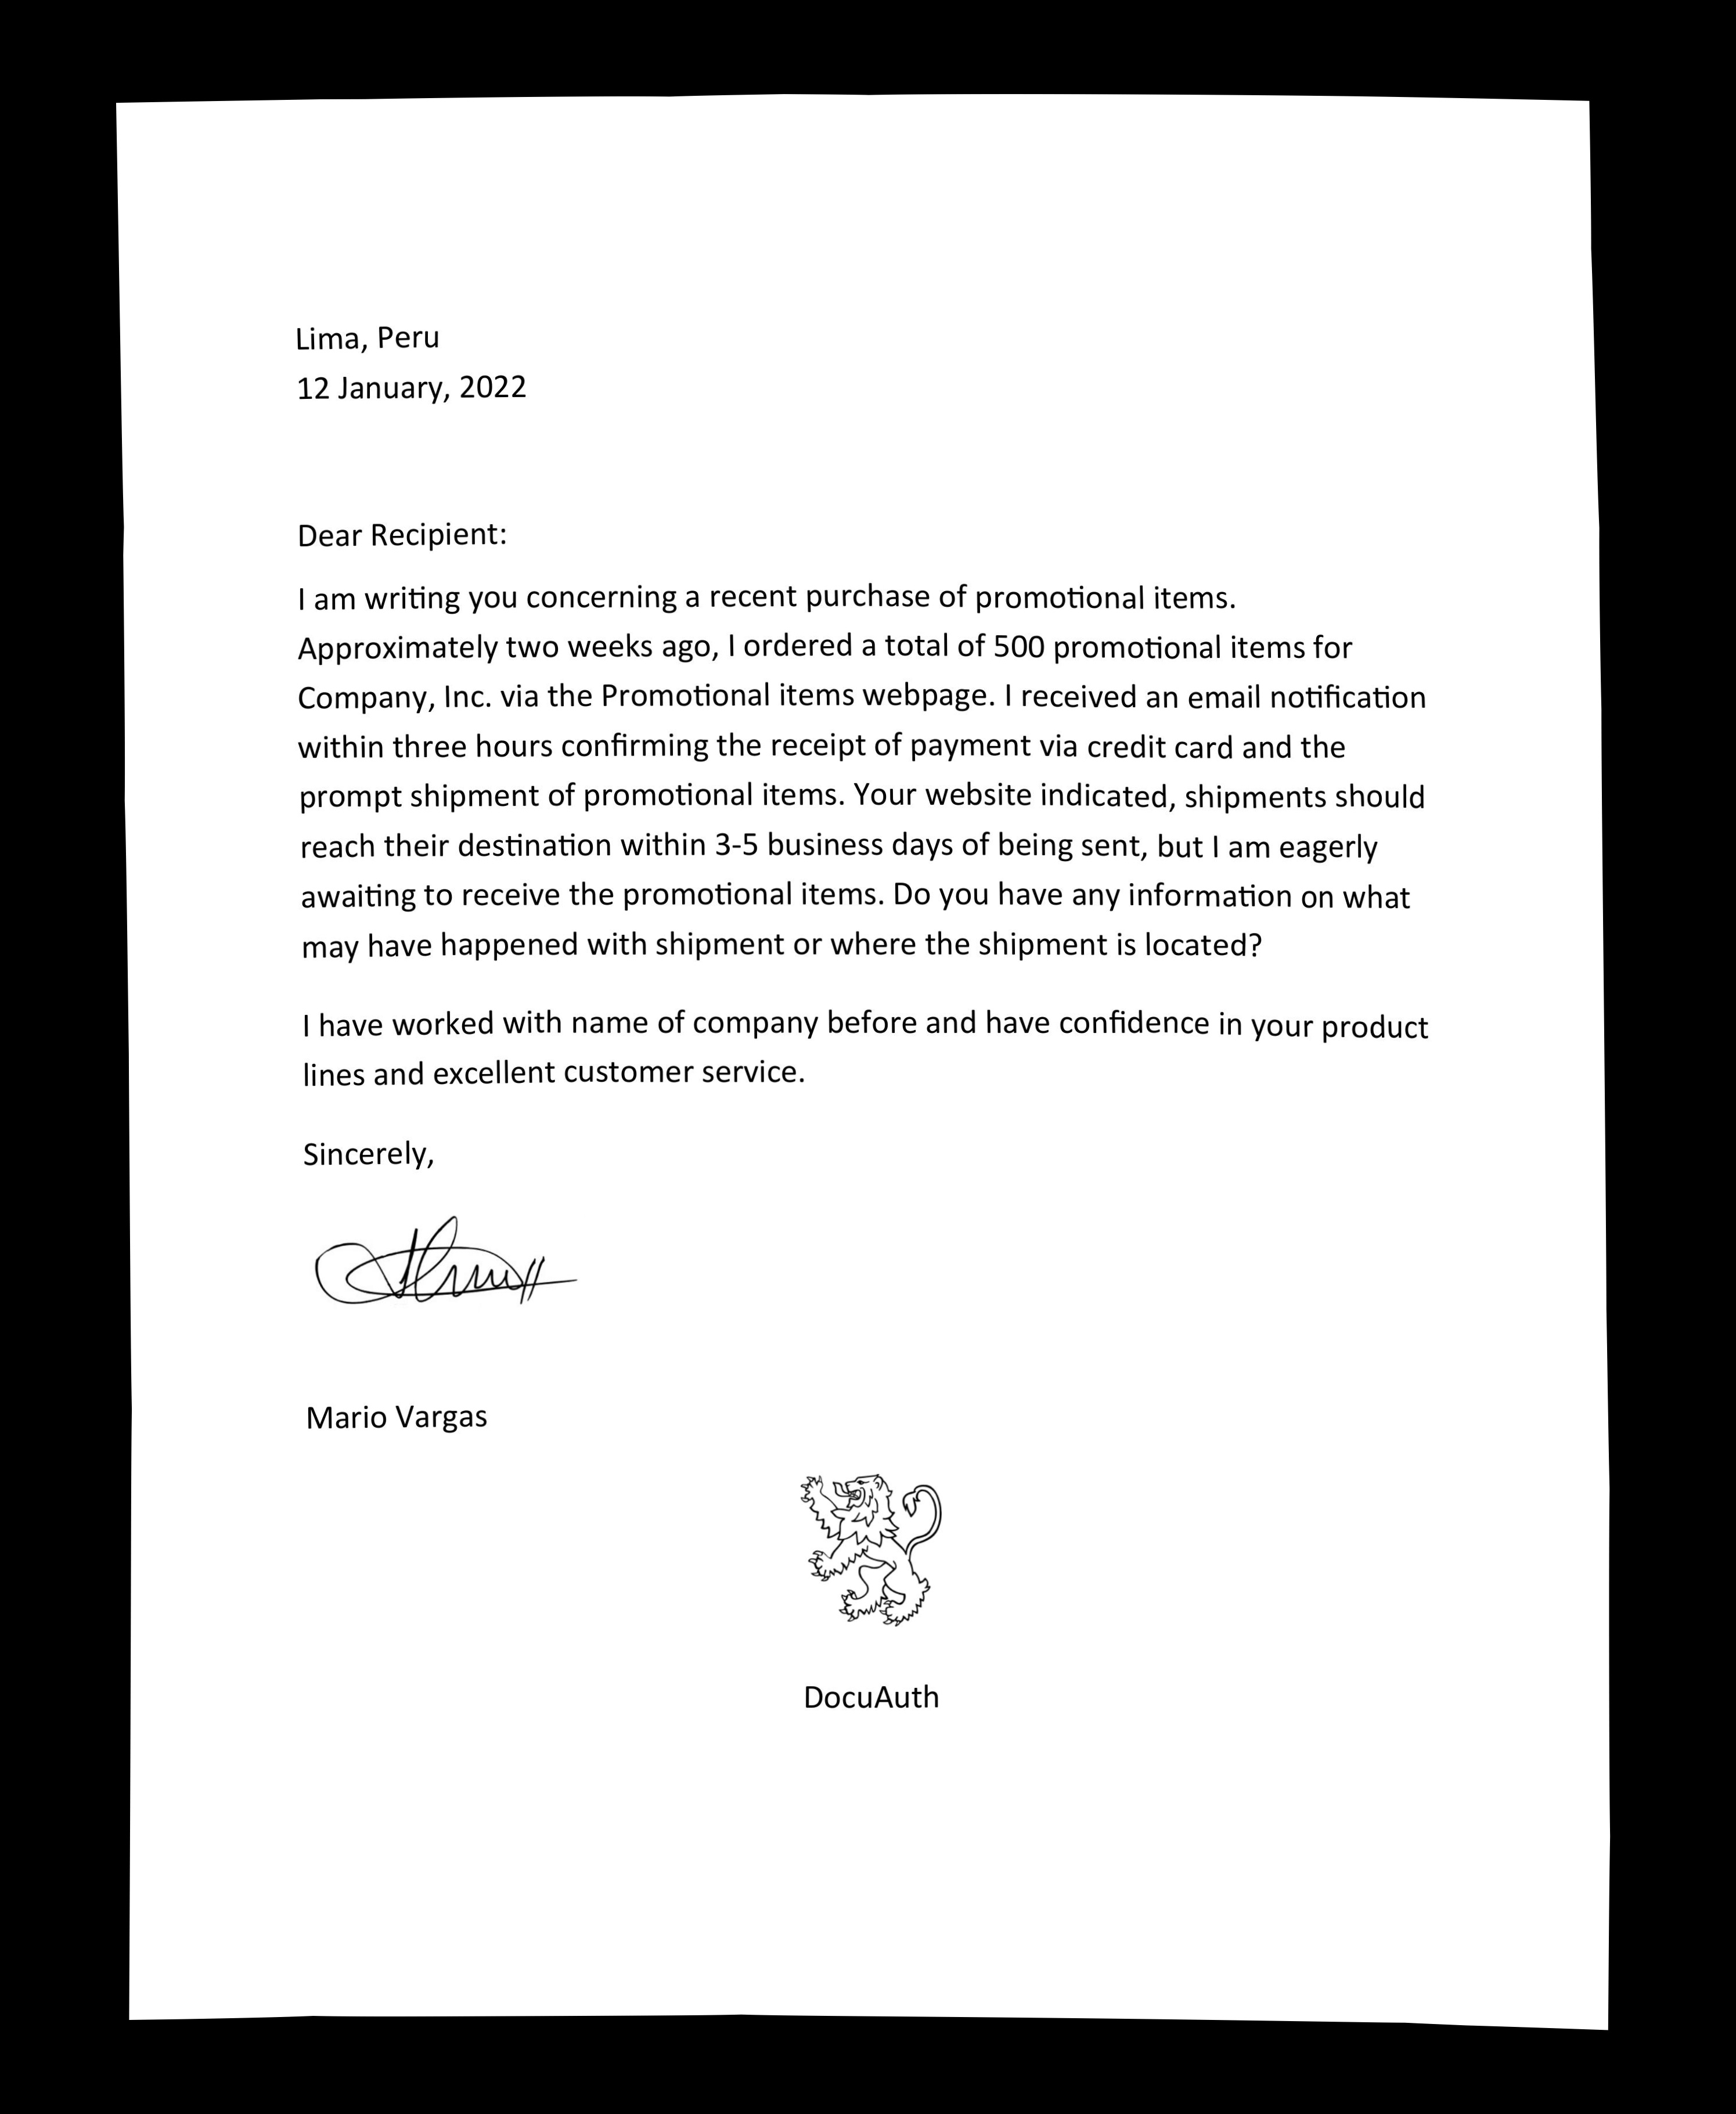 Lima, Peru
12 January, 2022
Dear Recipient:
I am writing you concerning a recent purchase of promotional items.
Approximately two weeks ago, I ordered a total of 500 promotional items for
Company, Inc. via the Promotional items webpage. I received an email notification
within three hours confirming the receipt of payment via credit card and the
prompt shipment of promotional items. Your website indicated, shipments should
reach their destination within 3-5 business days of being sent, but I am eagerly
awaiting to receive the promotional items. Do you have any information on what
may have happened with shipment or where the shipment is located?
I have worked with name of company before and have confidence in your product
lines and excellent customer service.
Sincerely,
Mario Vargas
DocuAuth